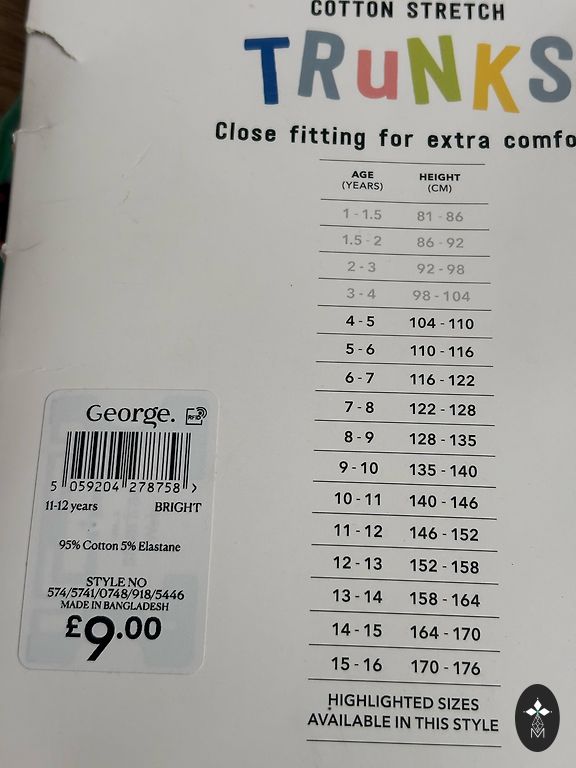 COTTON STRETCH
TRUNKS
Close fitting for extra comfo
AGE HEIGHT
(YEARS) (CM)
1 - 1.5 81 - 86
1.5 - 2 86 - 92
2 - 3 92 - 98
3 - 4 98 - 104
4 - 5 104 - 110
5 - 6 110 - 116
6 - 7 116 - 122
7 - 8 122 - 128
8 - 9 128 - 135
9 - 10 135 - 140
10 - 11 140 - 146
11 - 12 146 - 152
12 - 13 152 - 158
13 - 14 158 - 164
14 - 15 164 - 170
15 - 16 170 - 176
HIGHLIGHTED SIZES
AVAILABLE IN THIS STYLE
George. RFID
5 059204 278758 >
11-12 years BRIGHT
95% Cotton 5% Elastane
STYLE NO
574/5741/0748/918/5446
MADE IN BANGLADESH
£9.00